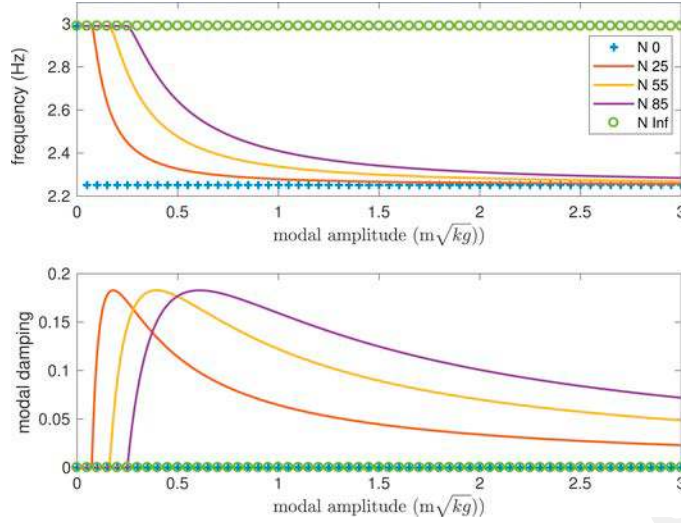 3
2.8
2.6
2.4
2.2
frequency (Hz)
N 0
N 25
N 55
N 85
N Inf
0 0.5 1 1.5 2 2.5 3
modal amplitude (m√kg))
0.2
0.15
0.1
0.05
0
modal damping
0 0.5 1 1.5 2 2.5 3
modal amplitude (m√kg))